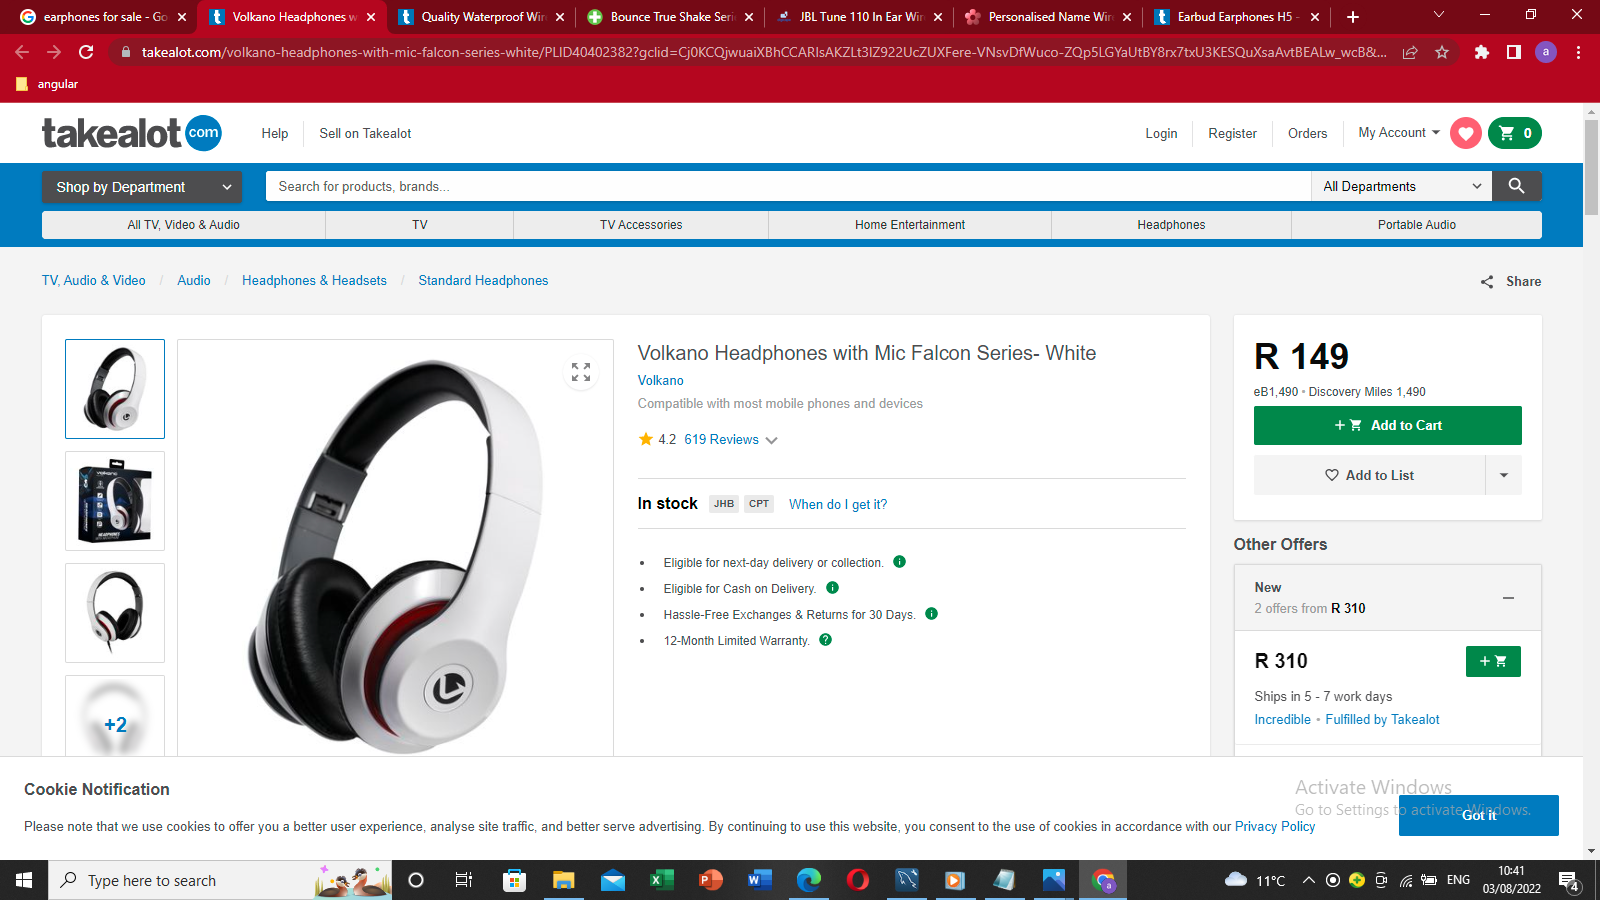 earphones for sale - Go
Volkano Headphones w
Quality Waterproof Wir
Bounce True Shake Seri
JBL Tune 110 In Ear Wir
Personalised Name Wir
Earbud Earphones H5 -
takealot.com/volkano-headphones-with-mic-falcon-series-white/PLID40402382?gclid=Cj0KCQjwuaiXBhCCARIsAKZLt3IZ922UcZUXFere-VNsvDfWuco-ZQp5LGYaUtBY8rx7txU3KESQuXsaAvtBEALw_wcB&...
a
angular
takealot com
Help
Sell on Takealot
Login
Register
Orders
My Account
0
Shop by Department
Search for products, brands...
All Departments
All TV, Video & Audio
TV
TV Accessories
Home Entertainment
Headphones
Portable Audio
TV, Audio & Video / Audio / Headphones & Headsets / Standard Headphones
Share
+2
Volkano Headphones with Mic Falcon Series- White
Volkano
Compatible with most mobile phones and devices
4.2 619 Reviews
In stock JHB CPT When do I get it?
• Eligible for next-day delivery or collection.
• Eligible for Cash on Delivery.
• Hassle-Free Exchanges & Returns for 30 Days.
• 12-Month Limited Warranty.
R 149
eB1,490 • Discovery Miles 1,490
+ Add to Cart
Add to List
Other Offers
New
2 offers from R 310
R 310
+
Ships in 5 - 7 work days
Incredible • Fulfilled by Takealot
Cookie Notification
Please note that we use cookies to offer you a better user experience, analyse site traffic, and better serve advertising. By continuing to use this website, you consent to the use of cookies in accordance with our Privacy Policy
Got it
Activate Windows
Go to Settings to activate Windows.
Type here to search
11°C
ENG
10:41
03/08/2022
4